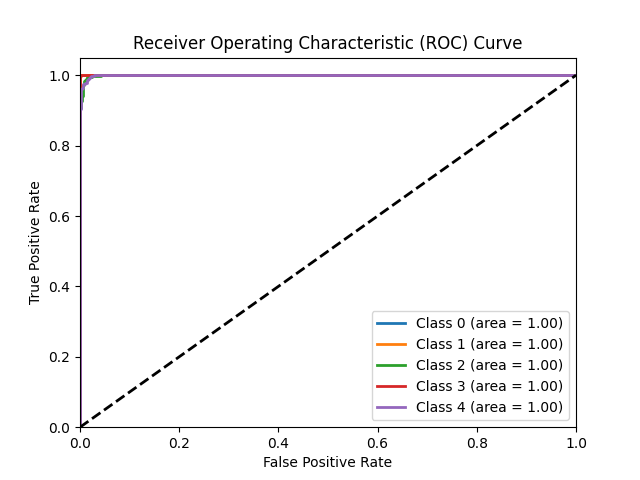 Receiver Operating Characteristic (ROC) Curve
1.0
0.8
0.6
0.4
0.2
0.0
True Positive Rate
Class 0 (area = 1.00)
Class 1 (area = 1.00)
Class 2 (area = 1.00)
Class 3 (area = 1.00)
Class 4 (area = 1.00)
0.0 0.2 0.4 0.6 0.8 1.0
False Positive Rate